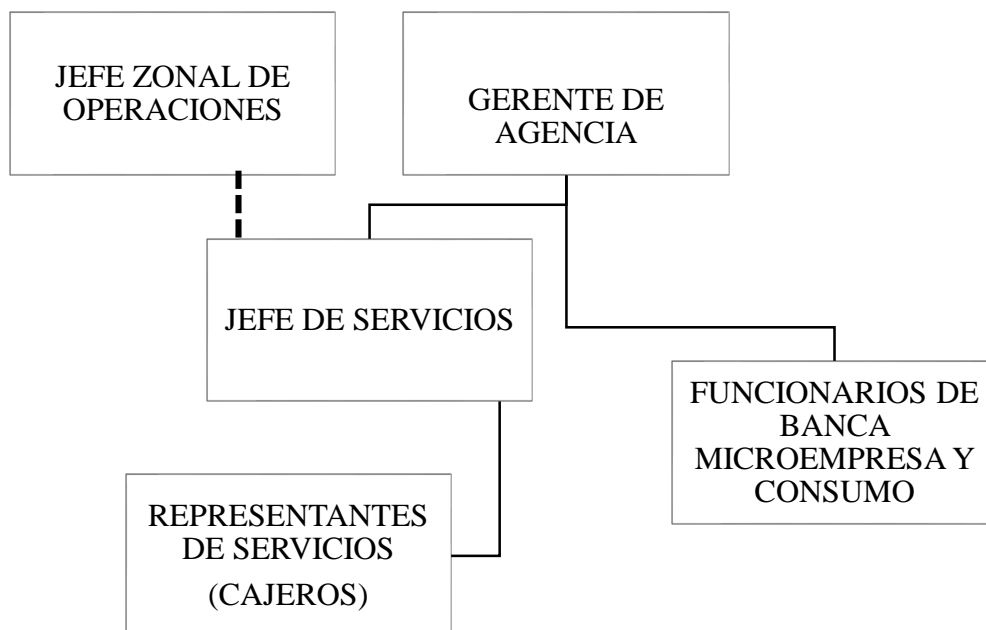 JEFE ZONAL DE
OPERACIONES
GERENTE DE
AGENCIA
JEFE DE SERVICIOS
FUNCIONARIOS DE
BANCA
MICROEMPRESA Y
CONSUMO
REPRESENTANTES
DE SERVICIOS
(CAJEROS)